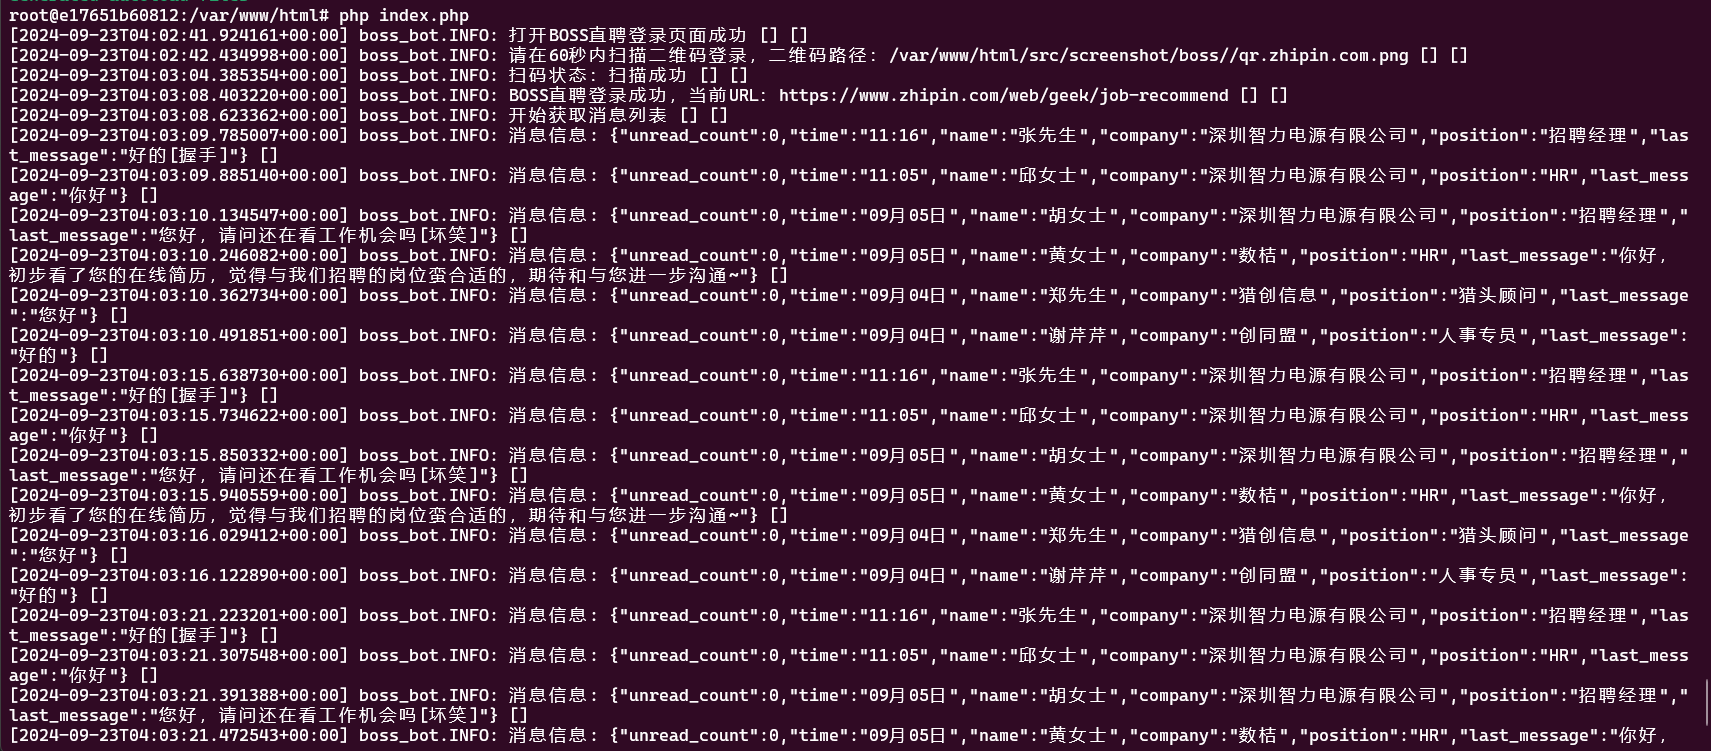 root@e17651b60812:/var/www/html# php index.php
[2024-09-23T04:02:41.924161+00:00] boss_bot.INFO: 打开BOSS直聘登录页面成功 [] []
[2024-09-23T04:02:42.434998+00:00] boss_bot.INFO: 请在60秒内扫描二维码登录，二维码路径: /var/www/html/src/screenshot/boss//qr.zhipin.com.png [] []
[2024-09-23T04:03:04.385354+00:00] boss_bot.INFO: 扫码状态: 扫描成功 [] []
[2024-09-23T04:03:08.403220+00:00] boss_bot.INFO: BOSS直聘登录成功，当前URL: https://www.zhipin.com/web/geek/job-recommend [] []
[2024-09-23T04:03:08.623362+00:00] boss_bot.INFO: 开始获取消息列表 [] []
[2024-09-23T04:03:09.785007+00:00] boss_bot.INFO: 消息信息: {"unread_count":0,"time":"11:16","name":"张先生","company":"深圳智力电源有限公司","position":"招聘经理","las
t_message":"好的[握手]"} []
[2024-09-23T04:03:09.885140+00:00] boss_bot.INFO: 消息信息: {"unread_count":0,"time":"11:05","name":"邱女士","company":"深圳智力电源有限公司","position":"HR","last_mess
age":"你好"} []
[2024-09-23T04:03:10.134547+00:00] boss_bot.INFO: 消息信息: {"unread_count":0,"time":"09月05日","name":"胡女士","company":"深圳智力电源有限公司","position":"招聘经理","
last_message":"您好，请问还在看工作机会吗[坏笑]"} []
[2024-09-23T04:03:10.246082+00:00] boss_bot.INFO: 消息信息: {"unread_count":0,"time":"09月05日","name":"黄女士","company":"数桔","position":"HR","last_message":"你好，
初步看了您的在线简历，觉得与我们招聘的岗位蛮合适的，期待和与您进一步沟通~"} []
[2024-09-23T04:03:10.362734+00:00] boss_bot.INFO: 消息信息: {"unread_count":0,"time":"09月04日","name":"郑先生","company":"猎创信息","position":"猎头顾问","last_message
":"您好"} []
[2024-09-23T04:03:10.491851+00:00] boss_bot.INFO: 消息信息: {"unread_count":0,"time":"09月04日","name":"谢芹芹","company":"创同盟","position":"人事专员","last_message":
"好的"} []
[2024-09-23T04:03:15.638730+00:00] boss_bot.INFO: 消息信息: {"unread_count":0,"time":"11:16","name":"张先生","company":"深圳智力电源有限公司","position":"招聘经理","las
t_message":"好的[握手]"} []
[2024-09-23T04:03:15.734622+00:00] boss_bot.INFO: 消息信息: {"unread_count":0,"time":"11:05","name":"邱女士","company":"深圳智力电源有限公司","position":"HR","last_mess
age":"你好"} []
[2024-09-23T04:03:15.850332+00:00] boss_bot.INFO: 消息信息: {"unread_count":0,"time":"09月05日","name":"胡女士","company":"深圳智力电源有限公司","position":"招聘经理","
last_message":"您好，请问还在看工作机会吗[坏笑]"} []
[2024-09-23T04:03:15.940559+00:00] boss_bot.INFO: 消息信息: {"unread_count":0,"time":"09月05日","name":"黄女士","company":"数桔","position":"HR","last_message":"你好，
初步看了您的在线简历，觉得与我们招聘的岗位蛮合适的，期待和与您进一步沟通~"} []
[2024-09-23T04:03:16.029412+00:00] boss_bot.INFO: 消息信息: {"unread_count":0,"time":"09月04日","name":"郑先生","company":"猎创信息","position":"猎头顾问","last_message
":"您好"} []
[2024-09-23T04:03:16.122890+00:00] boss_bot.INFO: 消息信息: {"unread_count":0,"time":"09月04日","name":"谢芹芹","company":"创同盟","position":"人事专员","last_message":
"好的"} []
[2024-09-23T04:03:21.223201+00:00] boss_bot.INFO: 消息信息: {"unread_count":0,"time":"11:16","name":"张先生","company":"深圳智力电源有限公司","position":"招聘经理","las
t_message":"好的[握手]"} []
[2024-09-23T04:03:21.307548+00:00] boss_bot.INFO: 消息信息: {"unread_count":0,"time":"11:05","name":"邱女士","company":"深圳智力电源有限公司","position":"HR","last_mess
age":"你好"} []
[2024-09-23T04:03:21.391388+00:00] boss_bot.INFO: 消息信息: {"unread_count":0,"time":"09月05日","name":"胡女士","company":"深圳智力电源有限公司","position":"招聘经理","
last_message":"您好，请问还在看工作机会吗[坏笑]"} []
[2024-09-23T04:03:21.472543+00:00] boss_bot.INFO: 消息信息: {"unread_count":0,"time":"09月05日","name":"黄女士","company":"数桔","position":"HR","last_message":"你好，